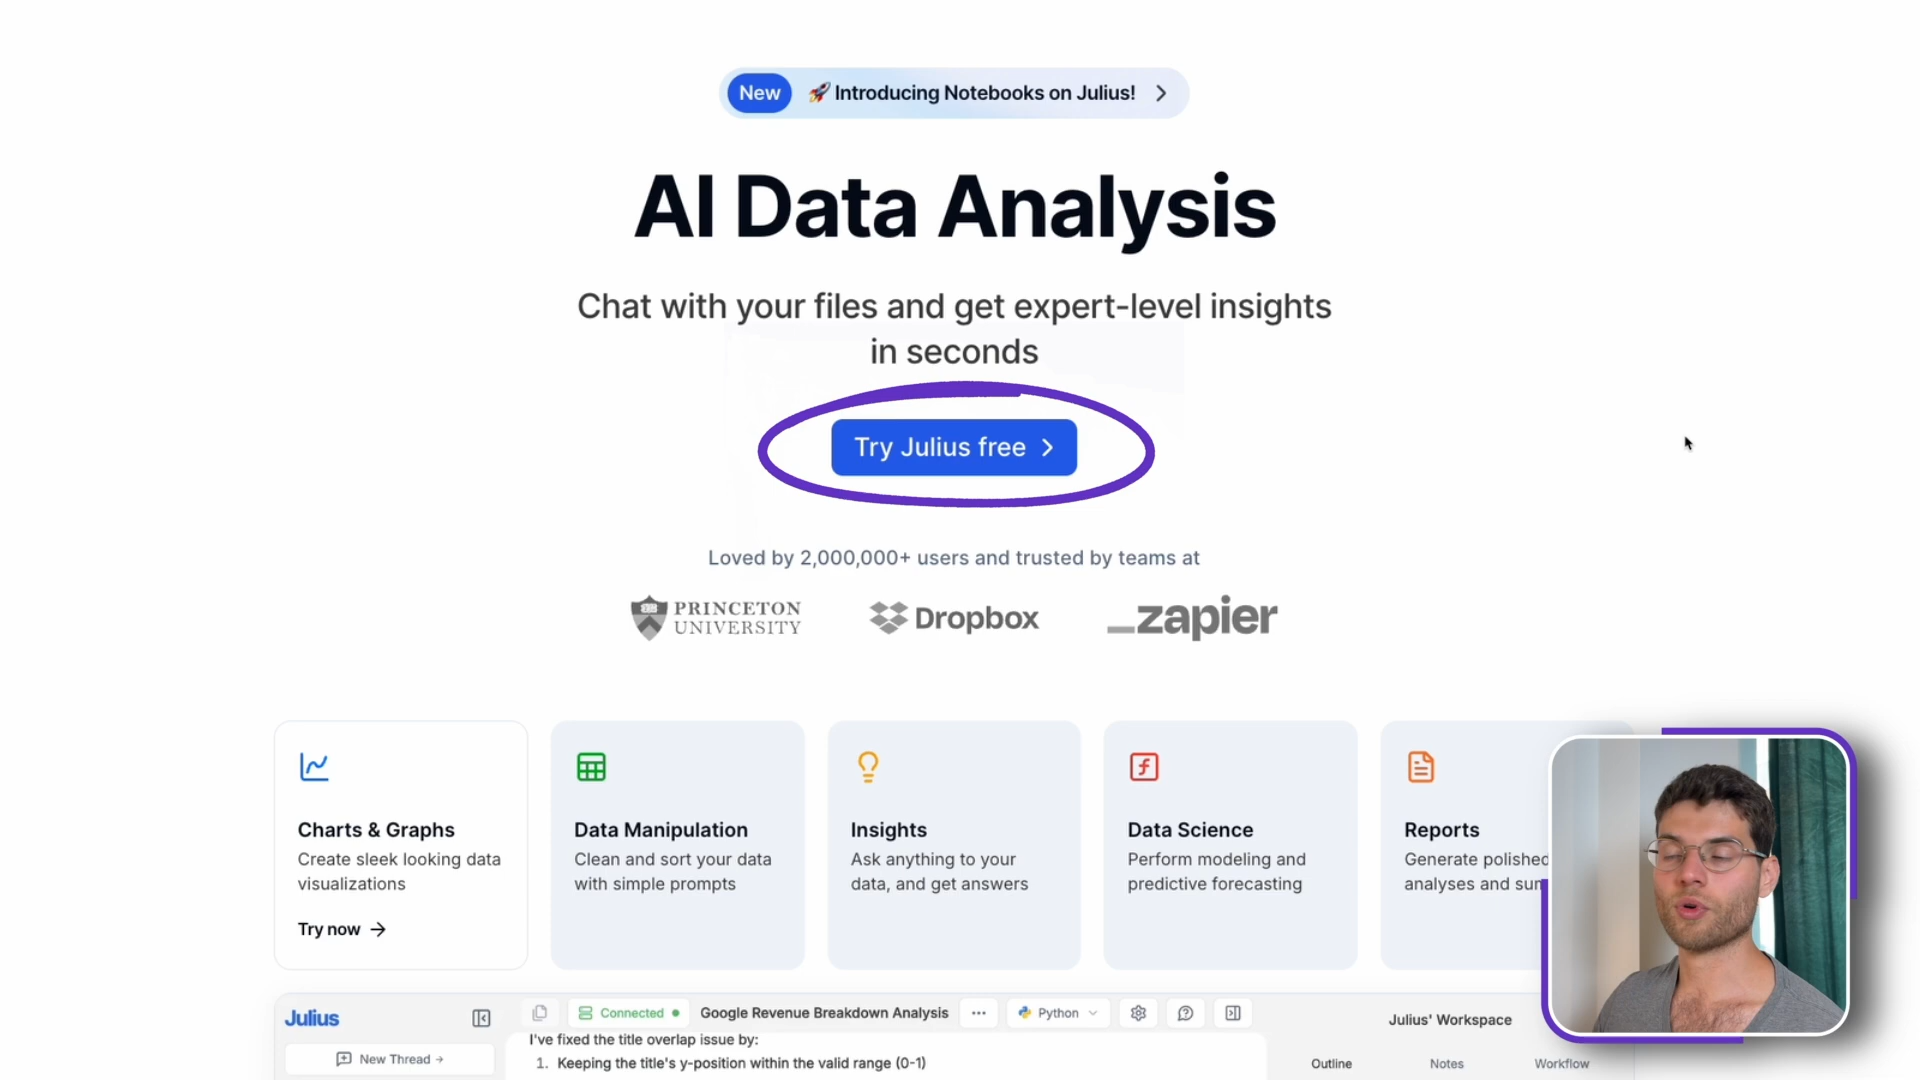 New 🚀 Introducing Notebooks on Julius!
AI Data Analysis
Chat with your files and get expert-level insights
in seconds
Try Julius free
Loved by 2,000,000+ users and trusted by teams at
PRINCETON
UNIVERSITY
Dropbox
_zapier
Charts & Graphs
Create sleek looking data
visualizations
Try now →
Data Manipulation
Clean and sort your data
with simple prompts
Insights
Ask anything to your
data, and get answers
Data Science
Perform modeling and
predictive forecasting
Reports
Generate polished
analyses and
Julius
New Thread →
Connected
Google Revenue Breakdown Analysis
Python
Julius' Workspace
I've fixed the title overlap issue by:
1. Keeping the title's y-position within the valid range (0-1)
Outline
Notes
Workflow